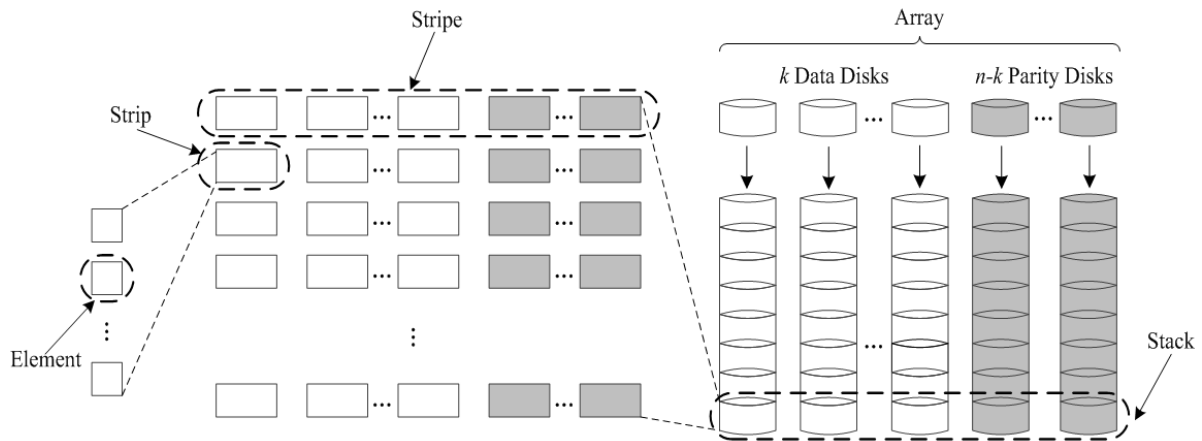 Stripe
Array
k Data Disks
n-k Parity Disks
Strip
Element
Stack